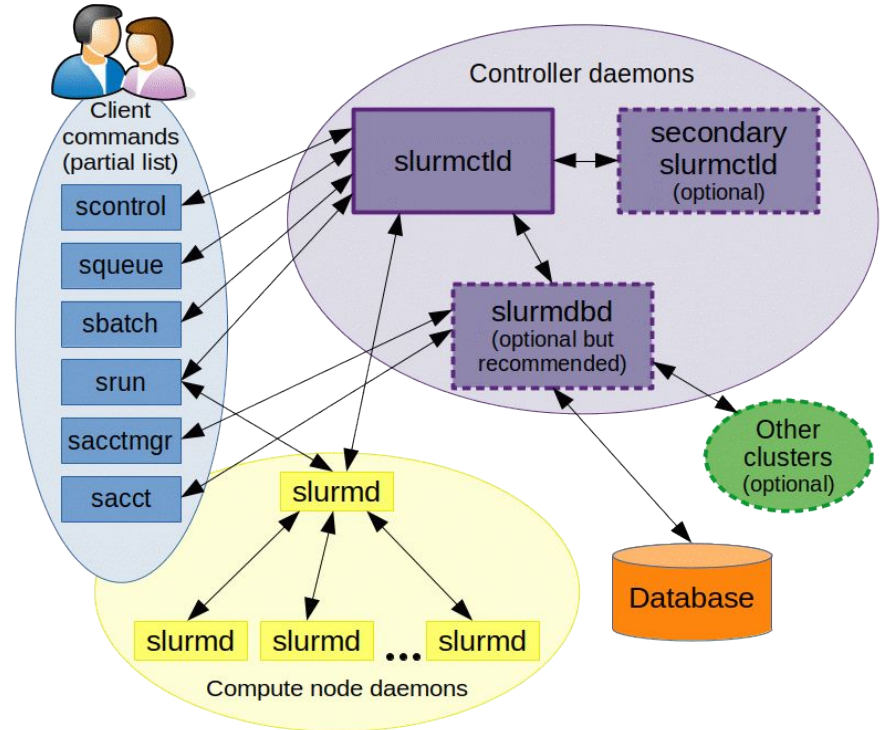 Client
commands
(partial list)
scontrol
squeue
sbatch
srun
sacctmgr
sacct
Controller daemons
slurmctld
secondary
slurmctld
(optional)
slurmdbd
(optional but
recommended)
Other
clusters
(optional)
Database
slurmd
slurmd
slurmd
...
slurmd
Compute node daemons